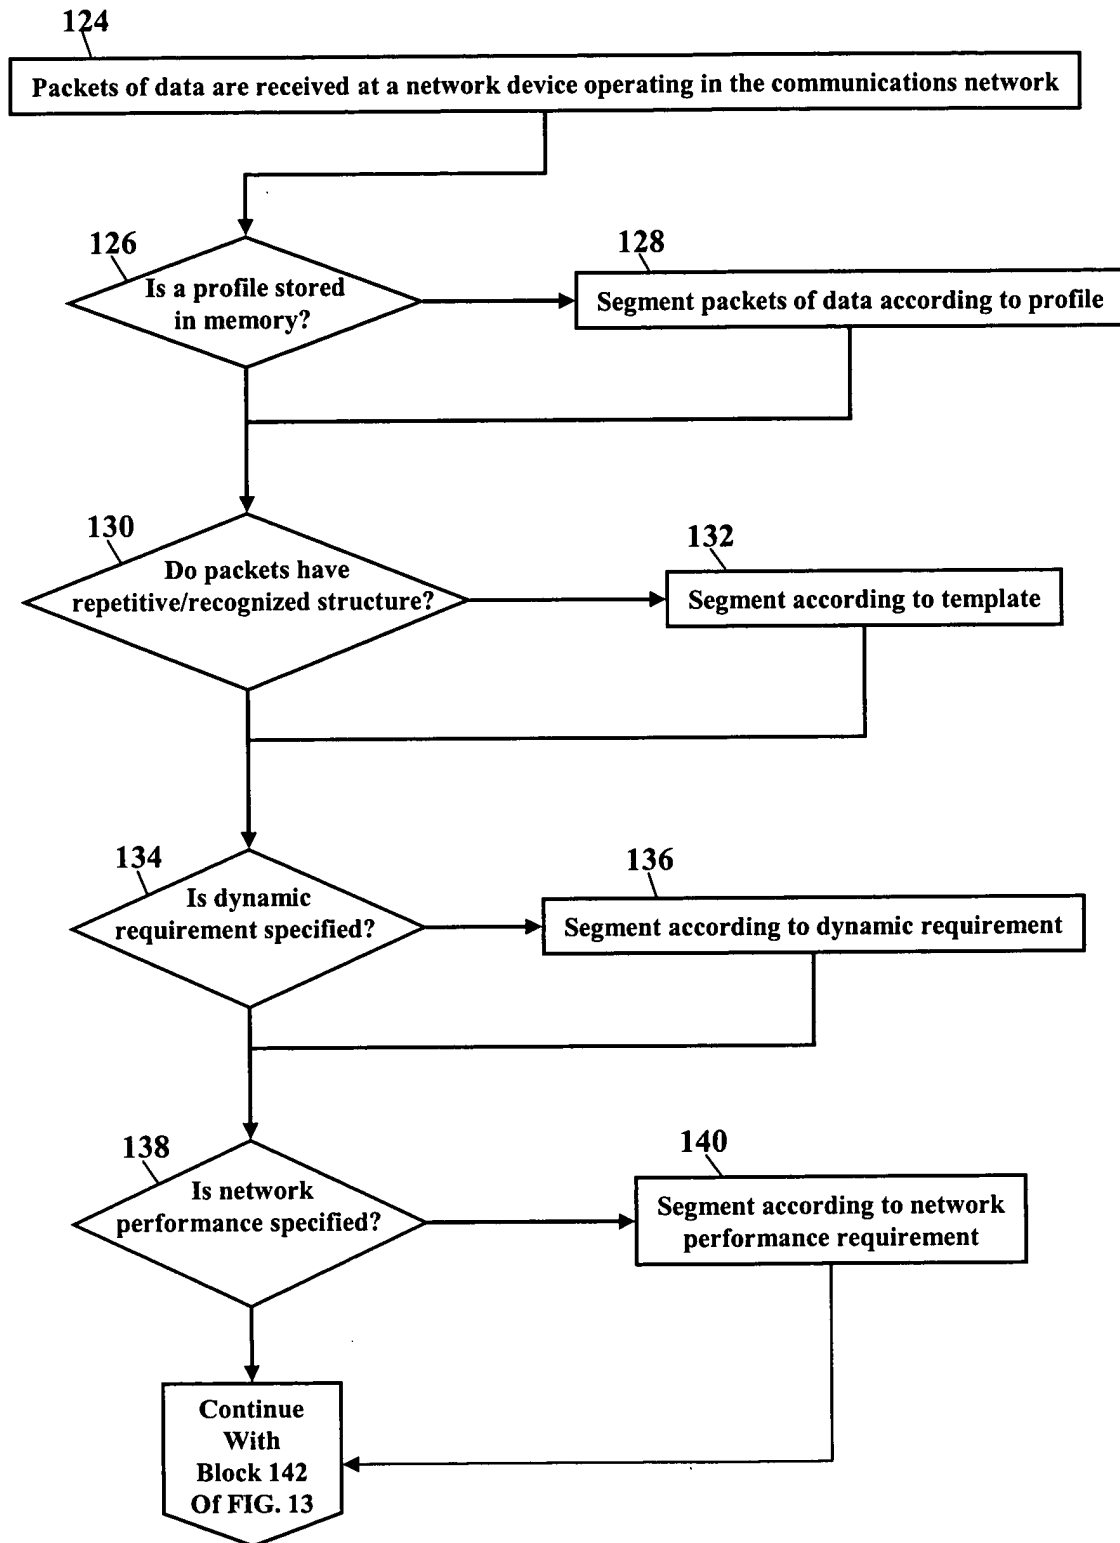 124
Packets of data are received at a network device operating in the communications network
126
Is a profile stored
in memory?
128
Segment packets of data according to profile
130
Do packets have
repetitive/recognized structure?
132
Segment according to template
134
Is dynamic
requirement specified?
136
Segment according to dynamic requirement
138
Is network
performance specified?
140
Segment according to network
performance requirement
Continue
With
Block 142
Of FIG. 13